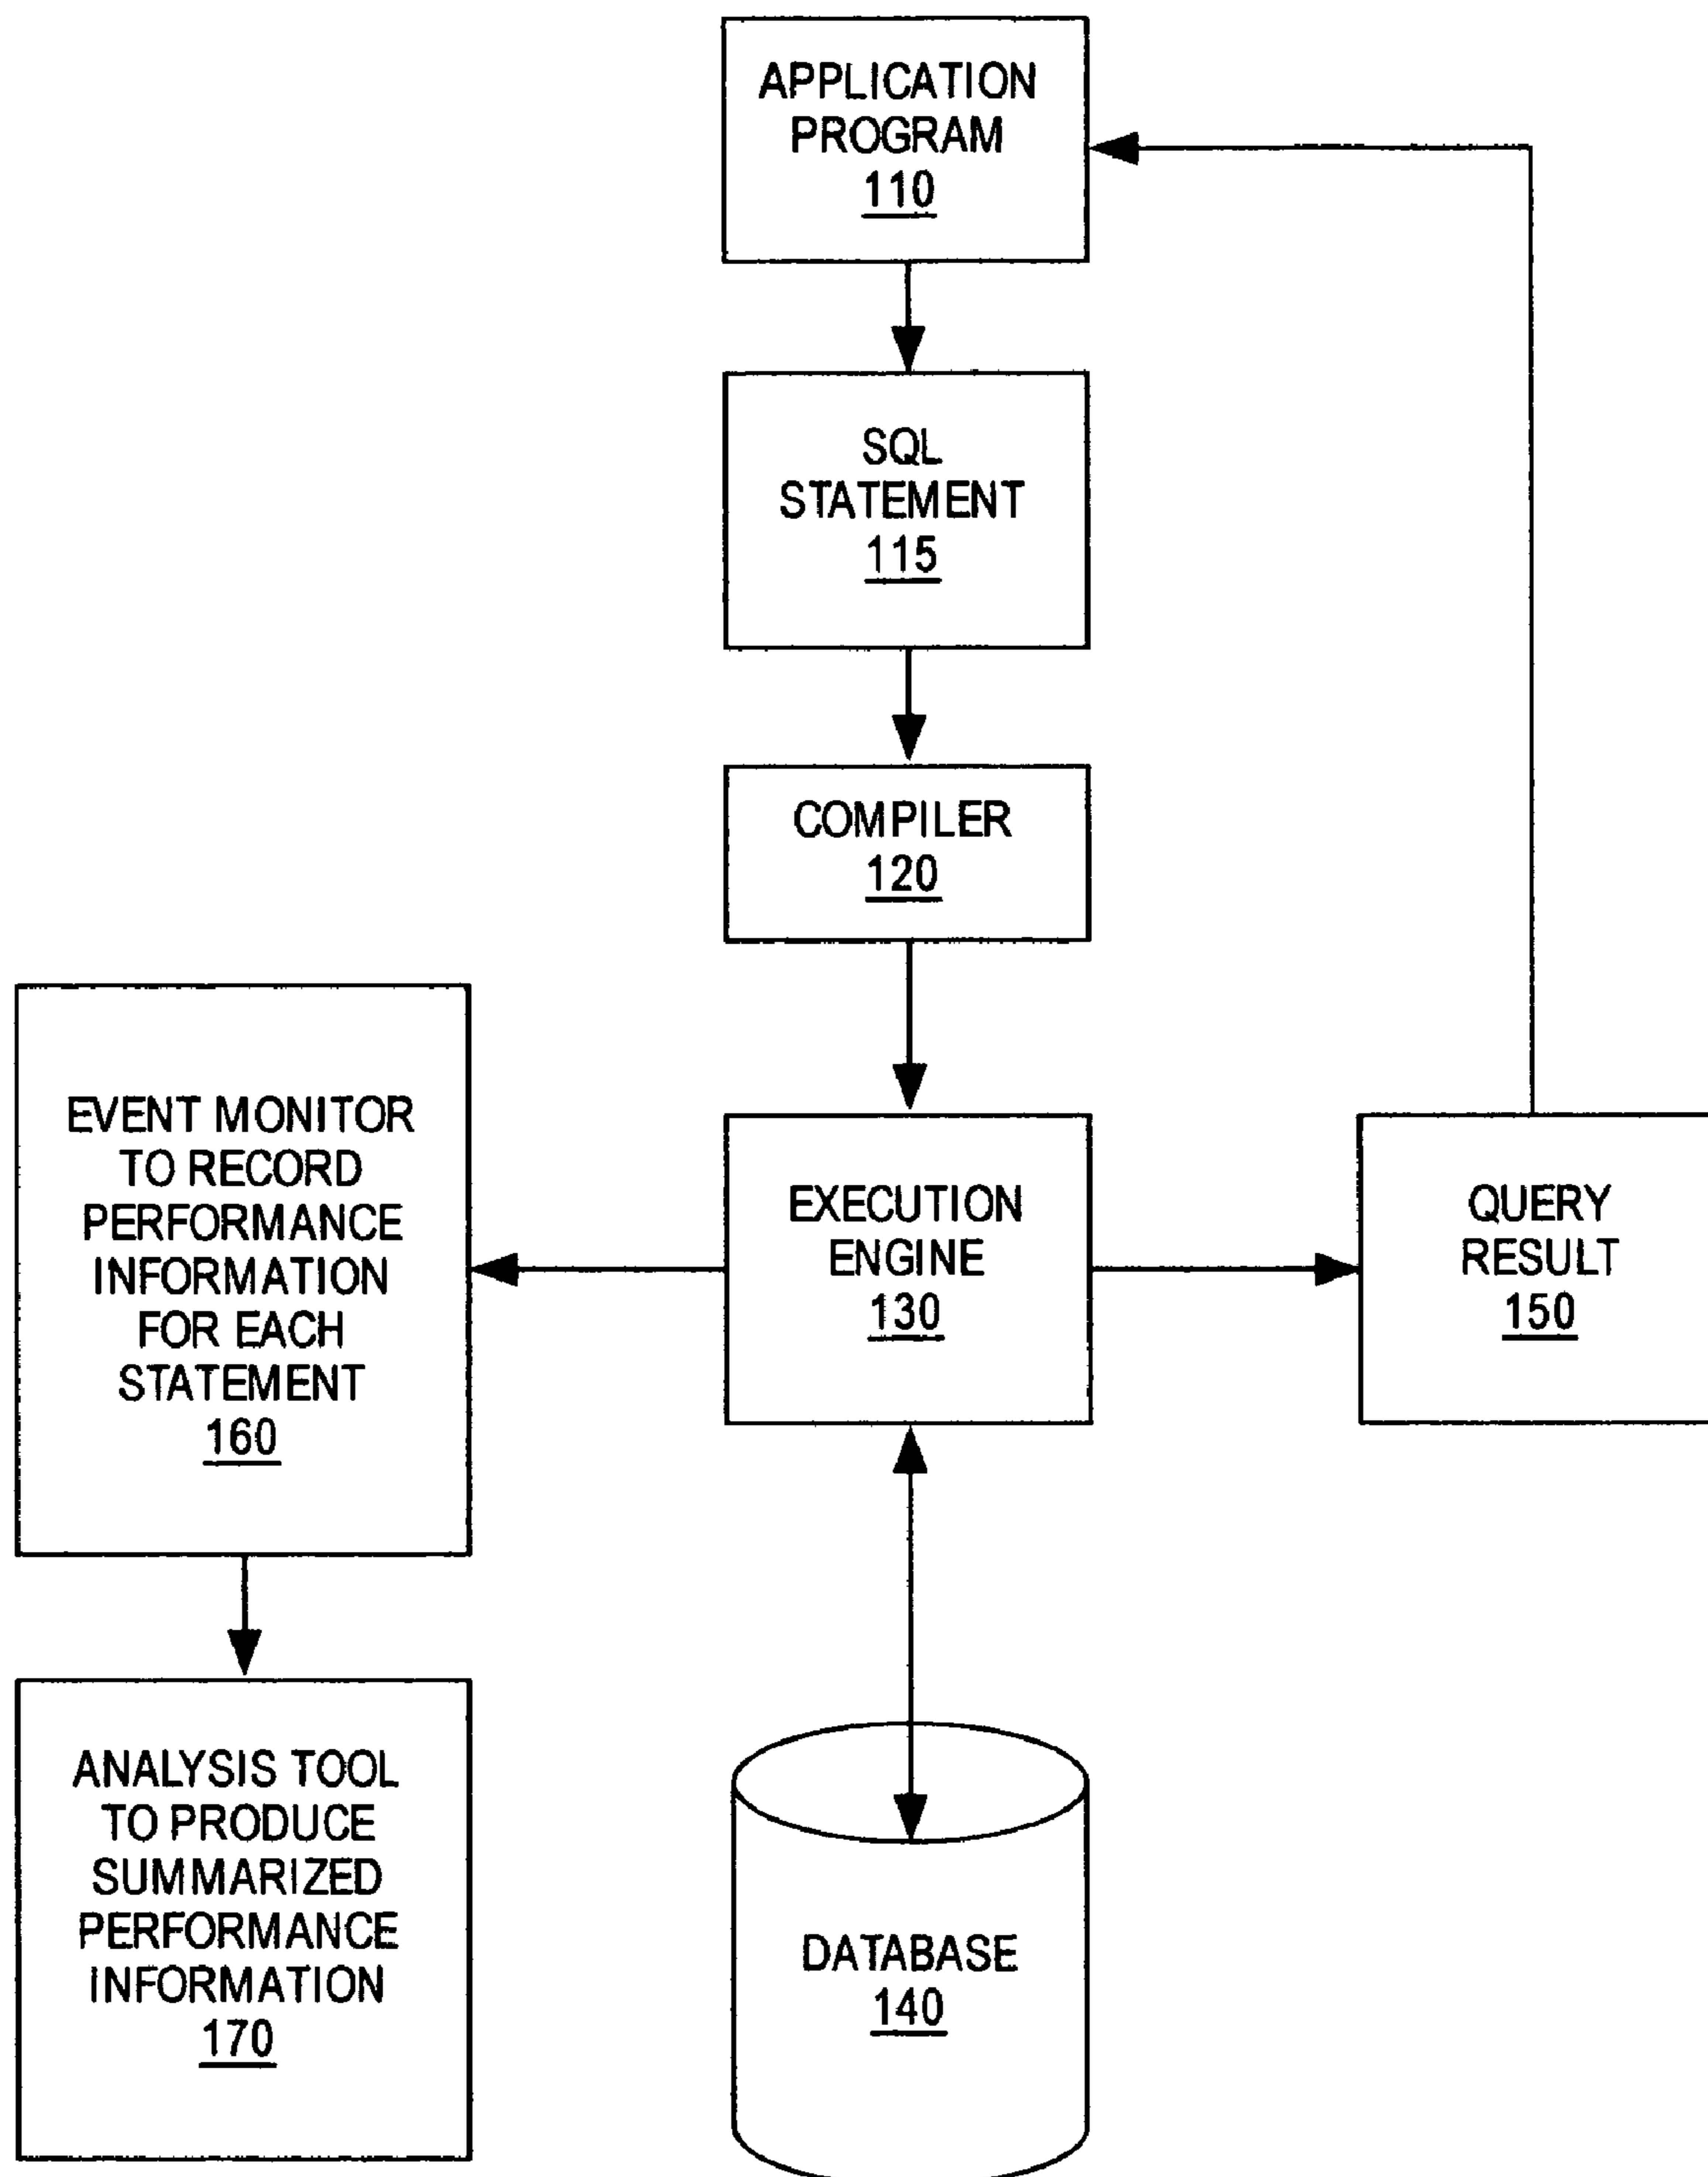 APPLICATION
PROGRAM
110
SQL
STATEMENT
115
COMPILER
120
EVENT MONITOR
TO RECORD
PERFORMANCE
INFORMATION
FOR EACH
STATEMENT
160
EXECUTION
ENGINE
130
QUERY
RESULT
150
ANALYSIS TOOL
TO PRODUCE
SUMMARIZED
PERFORMANCE
INFORMATION
170
DATABASE
140